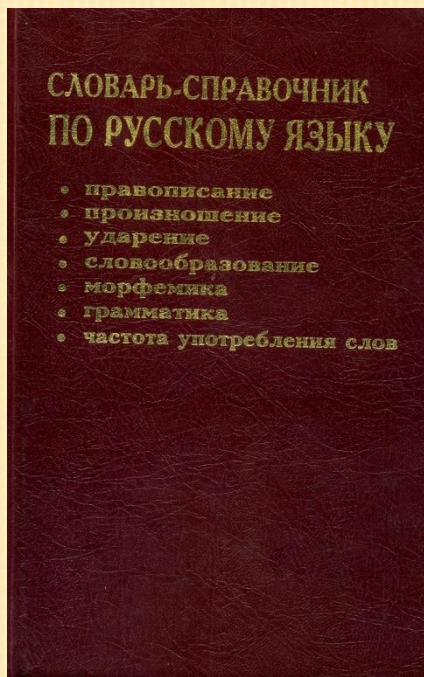 СЛОВАРЬ-СПРАВОЧНИК
ПО РУССКОМУ ЯЗЫКУ
• правописание
• произношение
• ударение
• словообразование
• морфемика
• грамматика
• частота употребления слов